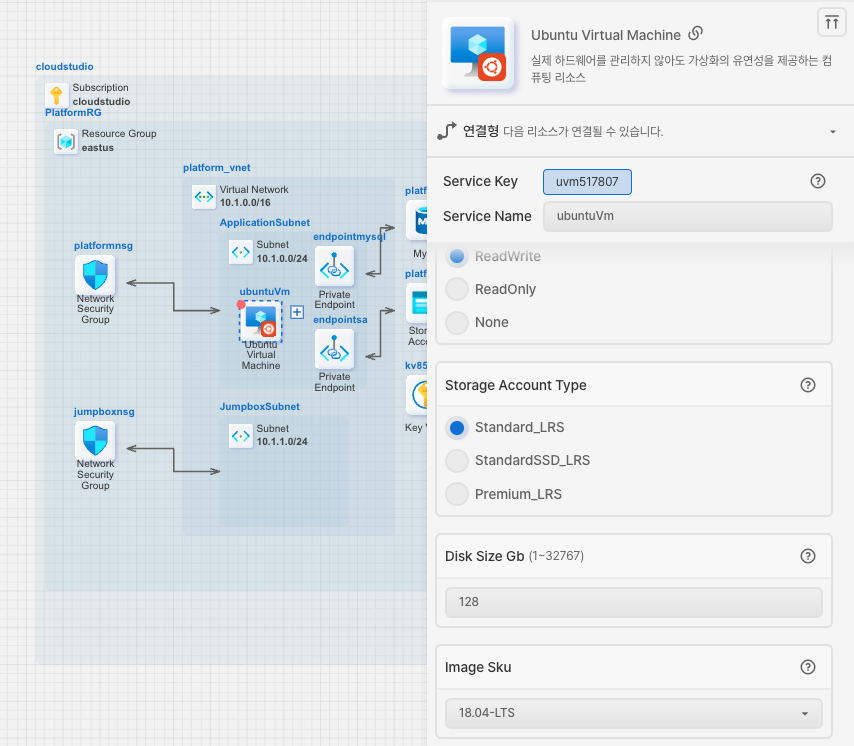 cloudstudio
Subscription
cloudstudio
PlatformRG
Resource Group
eastus
platform_vnet
Virtual Network
10.1.0.0/16
ApplicationSubnet
Subnet
10.1.0.0/24
endpointmysql
Private
Endpoint
platformnsg
Network
Security
Group
ubuntuVm
Ubuntu
Virtual
Machine
endpointsa
Private
Endpoint
JumpboxSubnet
Subnet
10.1.1.0/24
jumpboxnsg
Network
Security
Group
platf
My
platf
Stor
Acco
kv85
Key
Ubuntu Virtual Machine
실제 하드웨어를 관리하지 않아도 가상화의 유연성을 제공하는 컴
퓨팅 리소스
연결형 다음 리소스가 연결될 수 있습니다.
Service Key uvm517807
Service Name ubuntuVm
ReadWrite
ReadOnly
None
Storage Account Type
Standard_LRS
StandardSSD_LRS
Premium_LRS
Disk Size Gb (1~32767)
128
Image Sku
18.04-LTS